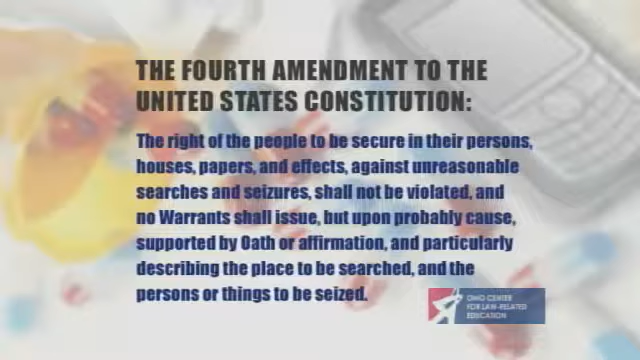 THE FOURTH AMENDMENT TO THE
UNITED STATES CONSTITUTION:
The right of the people to be secure in their persons,
houses, papers, and effects, against unreasonable
searches and seizures, shall not be violated, and
no Warrants shall issue, but upon probably cause,
supported by Oath or affirmation, and particularly
describing the place to be searched, and the
persons or things to be seized.
OHIO CENTER
FOR LAW-RELATED
EDUCATION